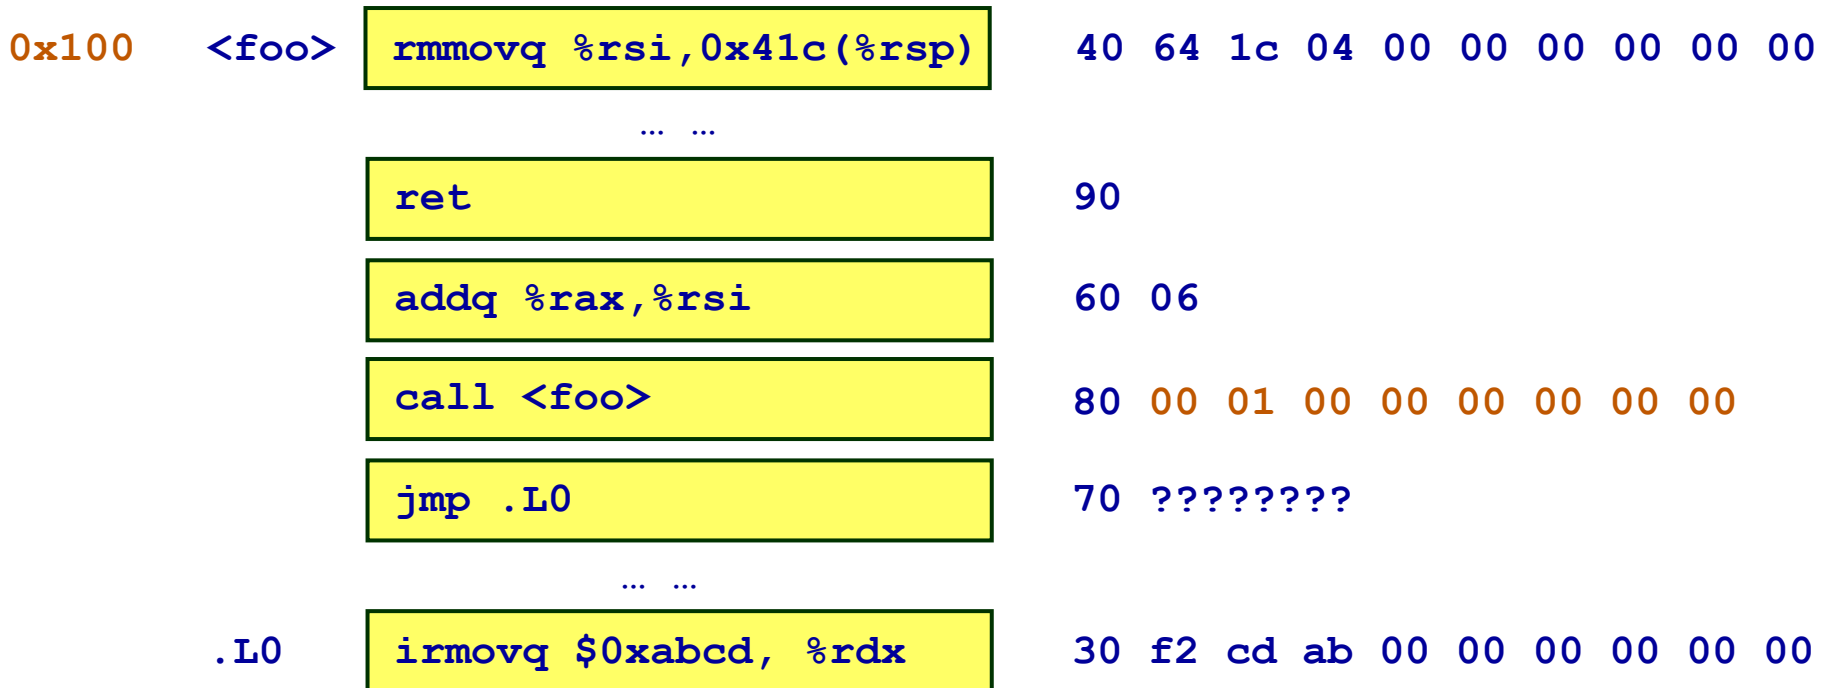 0x100 <foo> rmmovq %rsi,0x41c(%rsp) 40 64 1c 04 00 00 00 00 00 00
… …
ret 90
addq %rax,%rsi 60 06
call <foo> 80 00 01 00 00 00 00 00 00
jmp .L0 70 ????????
… …
.L0 irmovq $0xabcd, %rdx 30 f2 cd ab 00 00 00 00 00 00